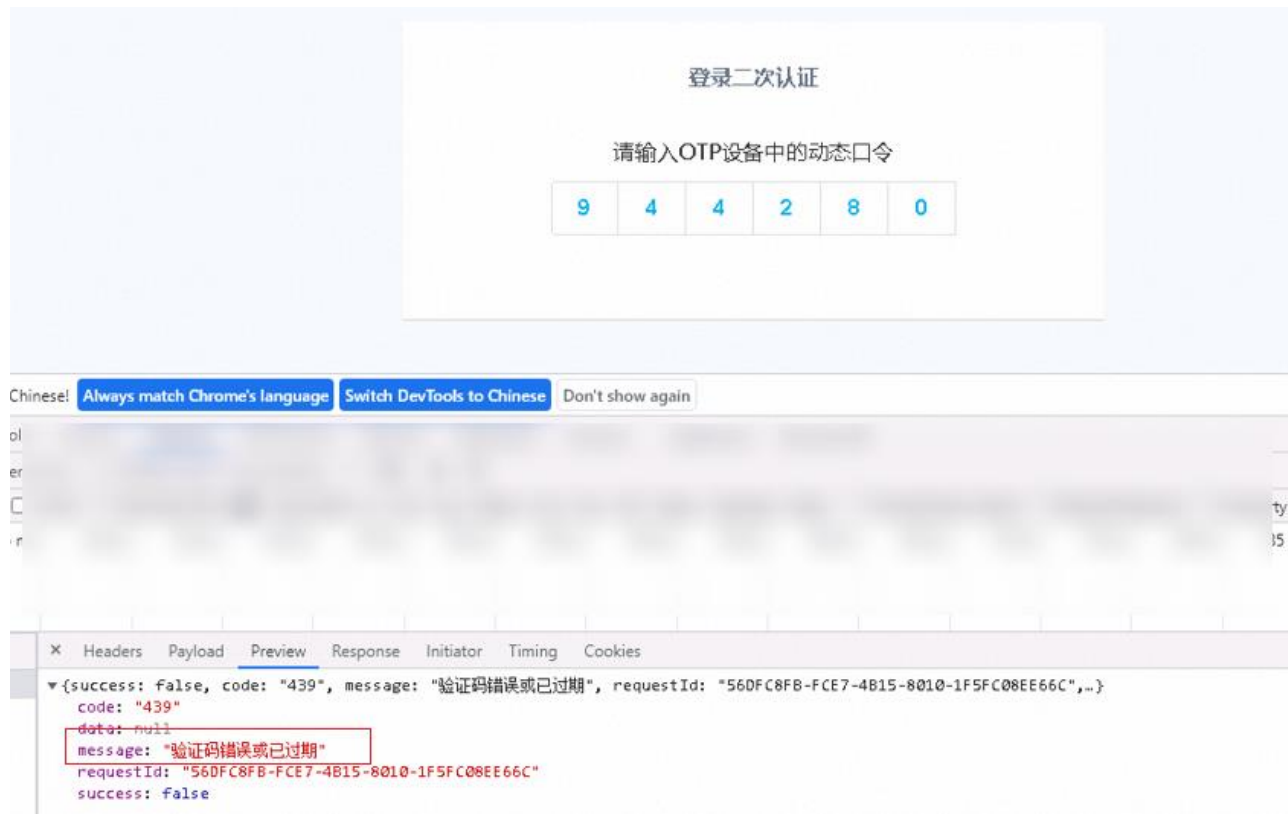 登录二次认证
请输入OTP设备中的动态口令
9 4 4 2 8 0
Chinese! Always match Chrome's language Switch DevTools to Chinese Don't show again
ty
× Headers Payload Preview Response Initiator Timing Cookies
▼{success: false, code: "439", message: "验证码错误或已过期", requestId: "56DFC8FB-FCE7-4B15-8010-1F5FC08EE66C",…}
code: "439"
data: null
message: "验证码错误或已过期"
requestId: "56DFC8FB-FCE7-4B15-8010-1F5FC08EE66C"
success: false